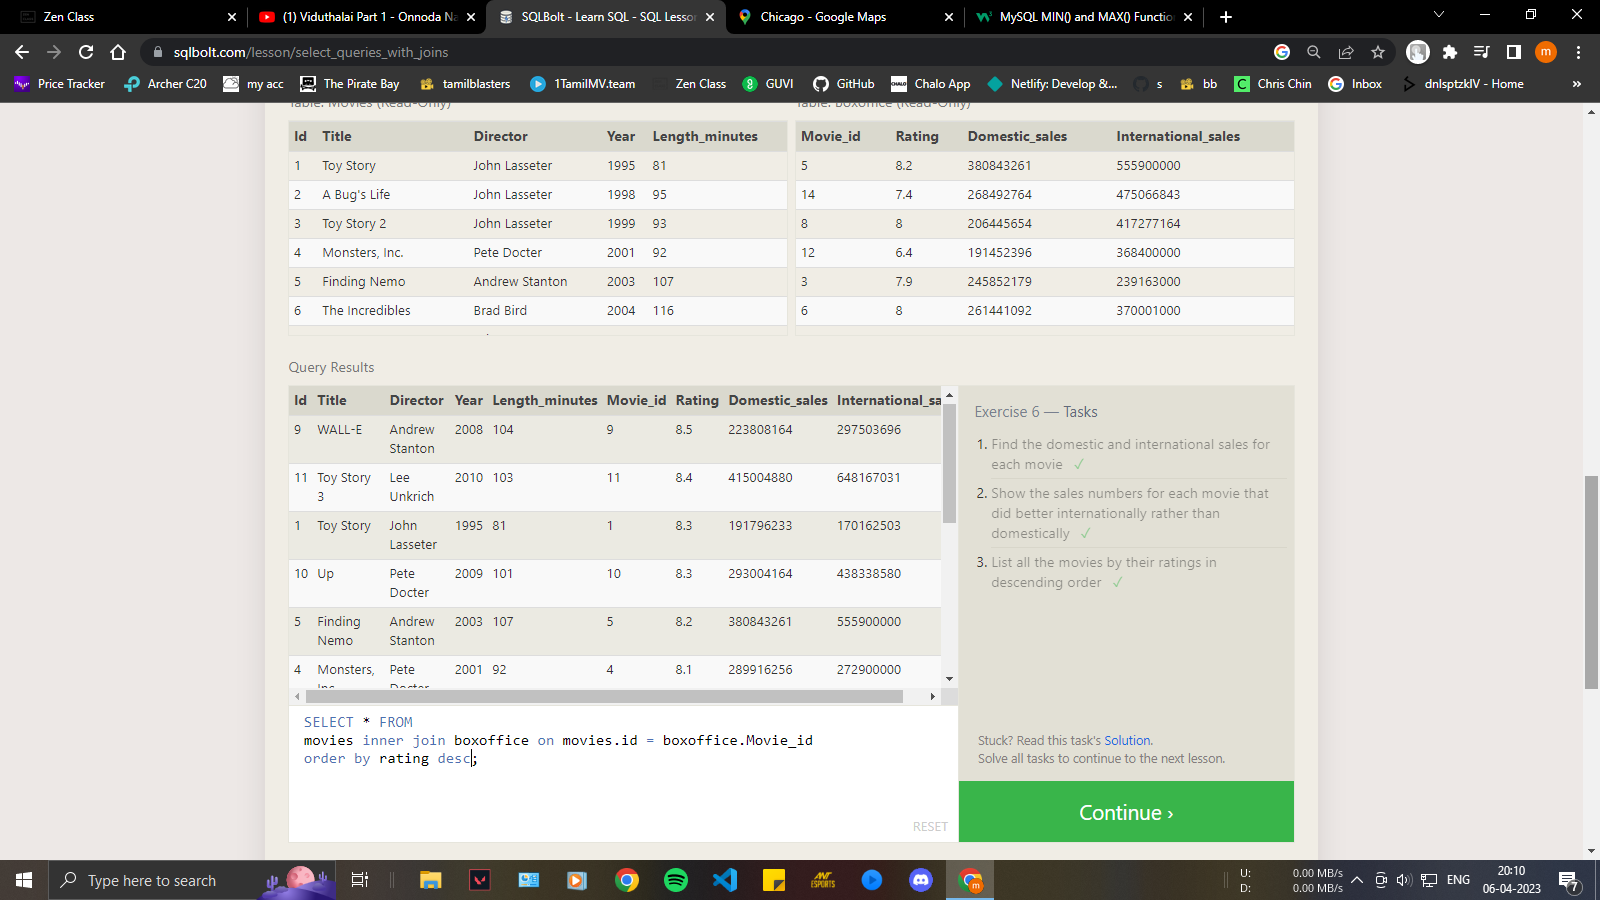 Zen Class
(1) Viduthalai Part 1 - Onnoda Na
SQLBolt - Learn SQL - SQL Lesson
Chicago - Google Maps
MySQL MIN() and MAX() Functio
sqlbolt.com/lesson/select_queries_with_joins
m
Price Tracker
Archer C20
my acc
The Pirate Bay
tamilblasters
1TamilMV.team
Zen Class
GUVI
GitHub
Chalo App
Netlify: Develop &...
s
bb
Chris Chin
Inbox
dnlsptzklV - Home
»
Table: Movies (Read-Only)
Table: Boxoffice (Read-Only)
Id Title Director Year Length_minutes
1 Toy Story John Lasseter 1995 81
2 A Bug's Life John Lasseter 1998 95
3 Toy Story 2 John Lasseter 1999 93
4 Monsters, Inc. Pete Docter 2001 92
5 Finding Nemo Andrew Stanton 2003 107
6 The Incredibles Brad Bird 2004 116
Movie_id Rating Domestic_sales International_sales
5 8.2 380843261 555900000
14 7.4 268492764 475066843
8 8 206445654 417277164
12 6.4 191452396 368400000
3 7.9 245852179 239163000
6 8 261441092 370001000
Query Results
Id Title Director Year Length_minutes Movie_id Rating Domestic_sales International_sa
9 WALL-E Andrew Stanton 2008 104 9 8.5 223808164 297503696
11 Toy Story 3 Lee Unkrich 2010 103 11 8.4 415004880 648167031
1 Toy Story John Lasseter 1995 81 1 8.3 191796233 170162503
10 Up Pete Docter 2009 101 10 8.3 293004164 438338580
5 Finding Nemo Andrew Stanton 2003 107 5 8.2 380843261 555900000
4 Monsters, Inc. Pete Docter 2001 92 4 8.1 289916256 272900000
Exercise 6 — Tasks
1. Find the domestic and international sales for
each movie ✓
2. Show the sales numbers for each movie that
did better internationally rather than
domestically ✓
3. List all the movies by their ratings in
descending order ✓
SELECT * FROM
movies inner join boxoffice on movies.id = boxoffice.Movie_id
order by rating desc;
RESET
Stuck? Read this task's Solution.
Solve all tasks to continue to the next lesson.
Continue ›
Type here to search
ESPORTS
m
U: 0.00 MB/s
D: 0.00 MB/s
ENG
20:10
06-04-2023
7